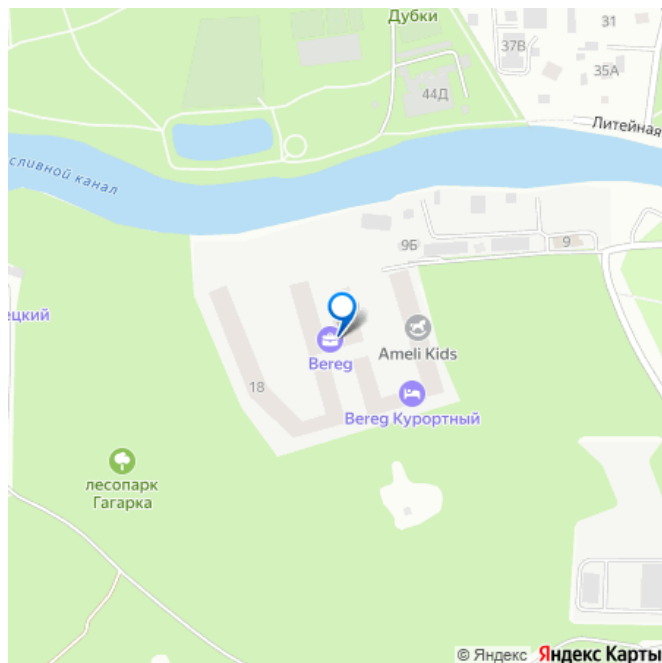 Дубки
31
37В
35А
44Д
Литейная
сливной канал
9Б
9
ецкий
Ameli Kids
Bereg
18
Bereg Курортный
лесопарк
Гагарка
© Яндекс Яндекс Карты